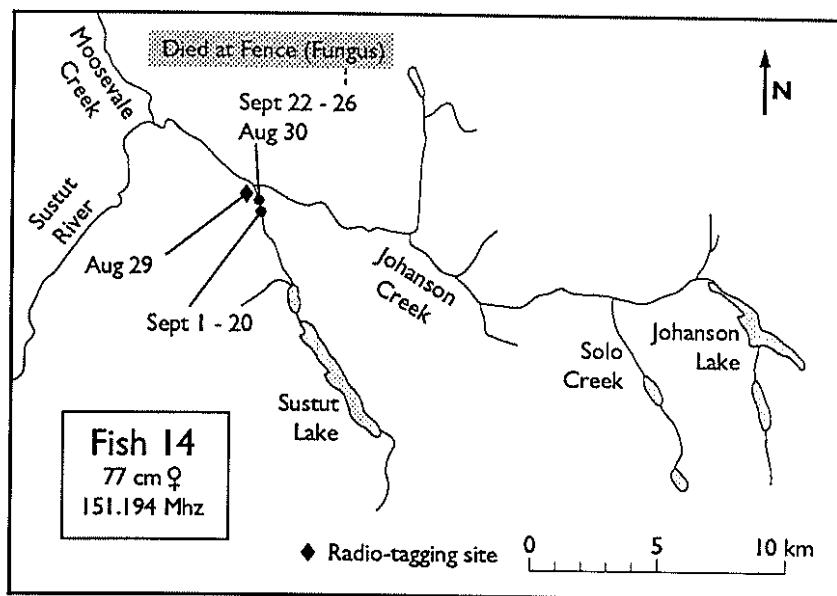 Moosevale
Creek
Died at Fence (Fungus)
Sept 22 - 26
Aug 30
N
Sustut
River
Aug 29
Sept 1 - 20
Johanson
Creek
Solo
Creek
Johanson
Lake
Sustut
Lake
Fish 14
77 cm ♀
151.194 Mhz
♦ Radio-tagging site
0 5 10 km